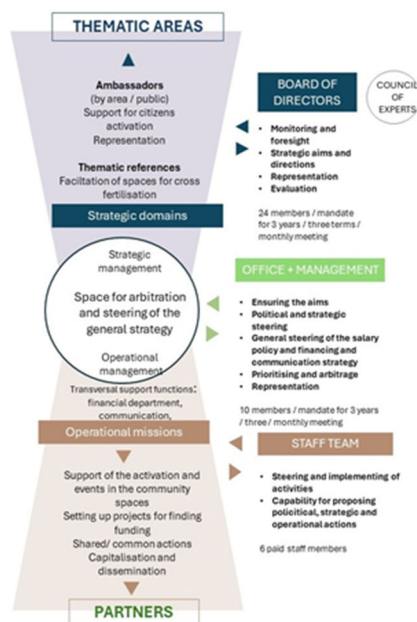 THEMATIC AREAS
Ambassadors
(by area / public)
Support for citizens
activation
Representation
Thematic references
Faciltation of spaces for cross
fertilisation
Strategic domains
Strategic
management
Space for arbitration
and steering of the
general strategy
Operational
management
Transversal support functions:
financial department,
communication,
Operational missions
Support of the activation and
events in the community
spaces
Setting up projects for finding
funding
Shared/ common actions
Capitalisation and
dissemination
PARTNERS
BOARD OF
DIRECTORS
COUNCIL
OF
EXPERTS
• Monitoring and
foresight
• Strategic aims and
directions
• Representation
• Evaluation
24 members / mandate
for 3 years / three terms /
monthly meeting
OFFICE + MANAGEMENT
• Ensuring the aims
• Political and strategic
steering
• General steering of the salary
policy and financing and
communication strategy
• Prioritising and arbitrage
• Representation
10 members / mandate for 3 years
/ three / monthly meeting
STAFF TEAM
• Steering and implementing of
activities
• Capability for proposing
policitical, strategic and
operational actions
6 paid staff members